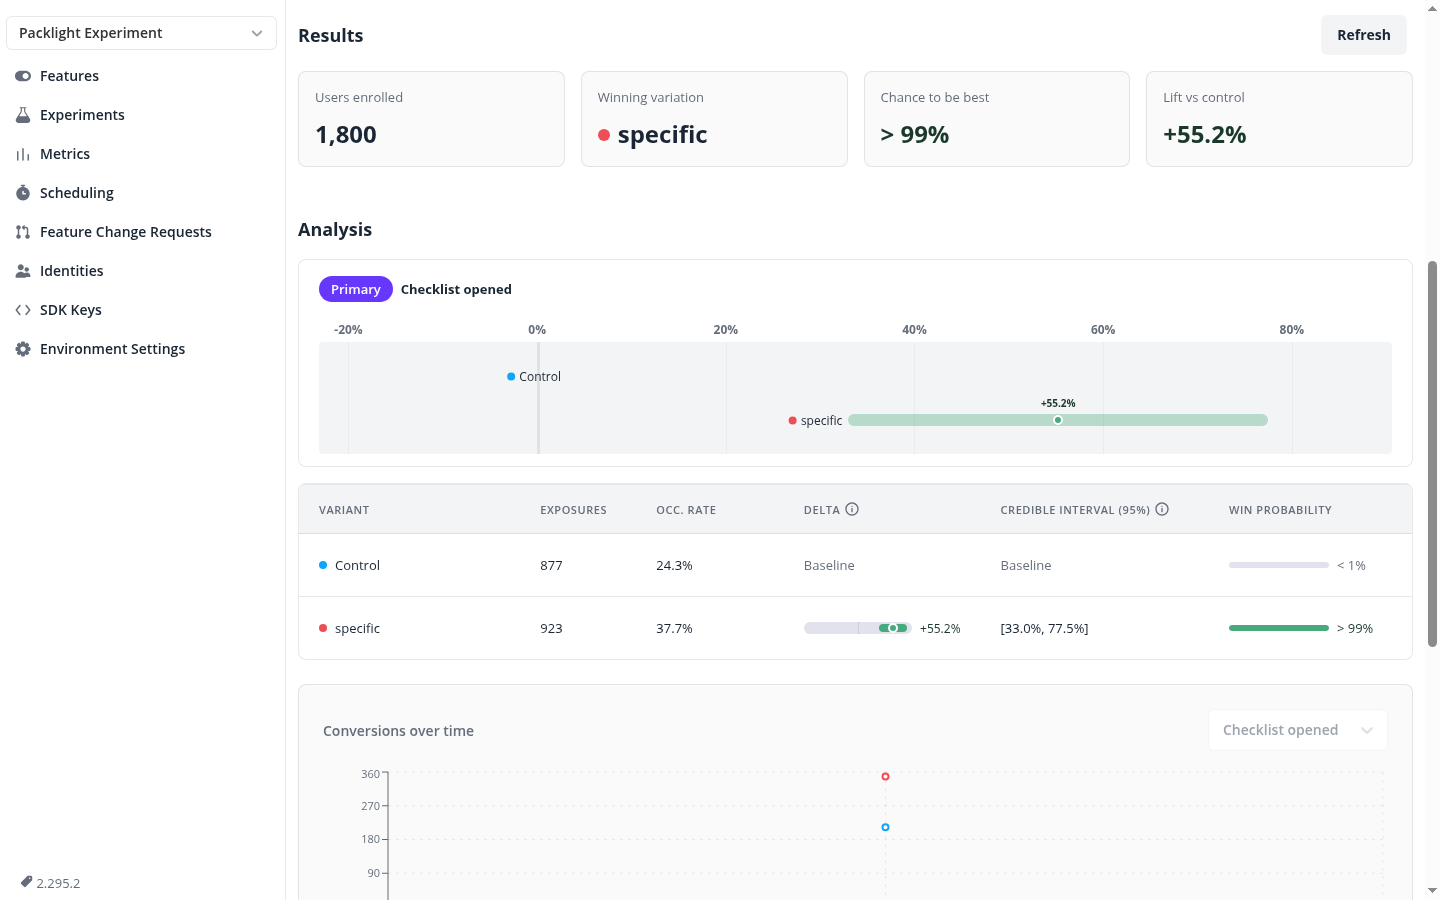 Packlight Experiment
Features
Experiments
Metrics
Scheduling
Feature Change Requests
Identities
SDK Keys
Environment Settings
2.295.2
Results
Refresh
Users enrolled
1,800
Winning variation
specific
Chance to be best
> 99%
Lift vs control
+55.2%
Analysis
Primary Checklist opened
-20% 0% 20% 40% 60% 80%
Control
+55.2%
specific
VARIANT EXPOSURES OCC. RATE DELTA CREDIBLE INTERVAL (95%) WIN PROBABILITY
Control 877 24.3% Baseline Baseline < 1%
specific 923 37.7% +55.2% [33.0%, 77.5%] > 99%
Conversions over time
Checklist opened
360
270
180
90